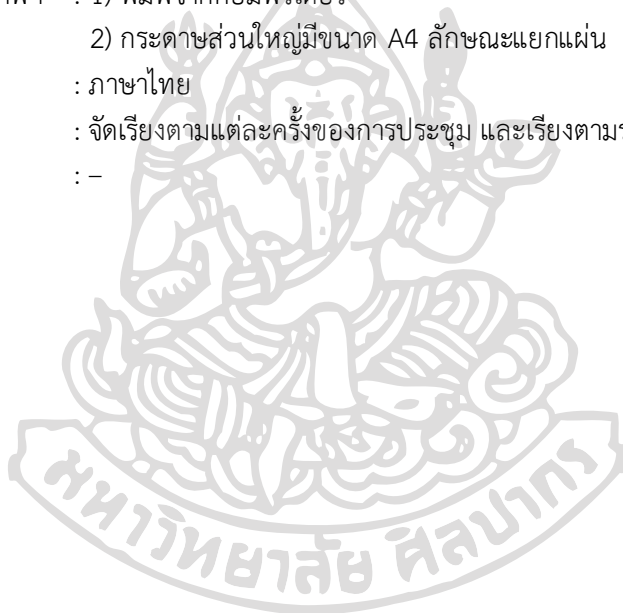 : 1) พิมพ์จากคอมพิวเตอร์
2) กระดาษส่วนใหญ่มีขนาด A4 ลักษณะแยกแผ่น
: ภาษาไทย
: จัดเรียงตามแต่ละครั้งของการประชุม และเรียงตาม
: –
มหาวิทยาลัย ศิลปากร